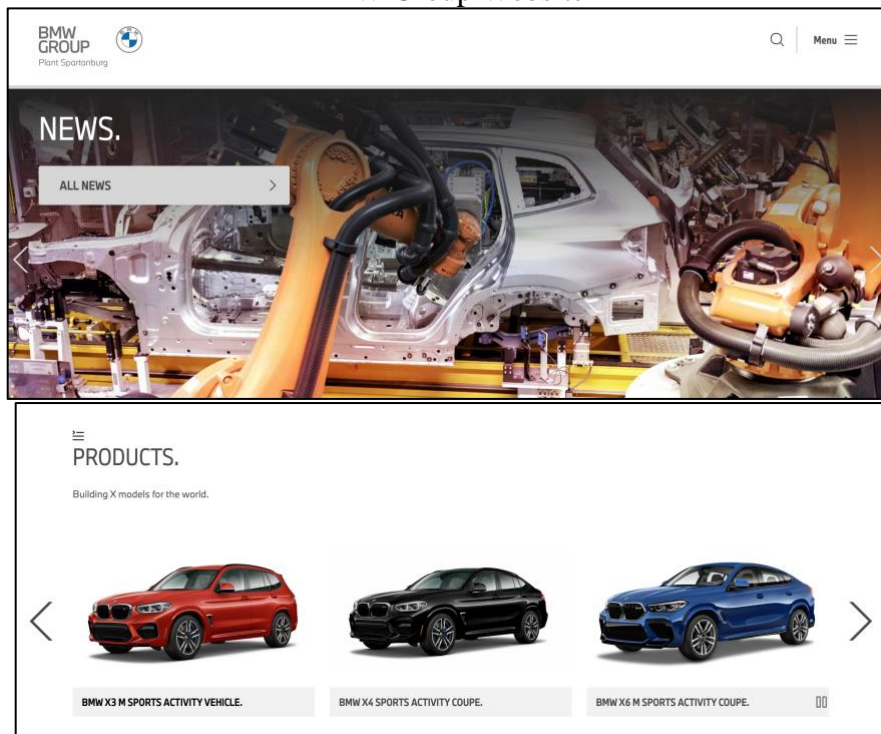 BMW
GROUP
Plant Spartanburg
Menu
NEWS.
ALL NEWS
PRODUCTS.
Building X models for the world.
BMW X3 M SPORTS ACTIVITY VEHICLE.
BMW X4 SPORTS ACTIVITY COUPE.
BMW X6 M SPORTS ACTIVITY COUPE.